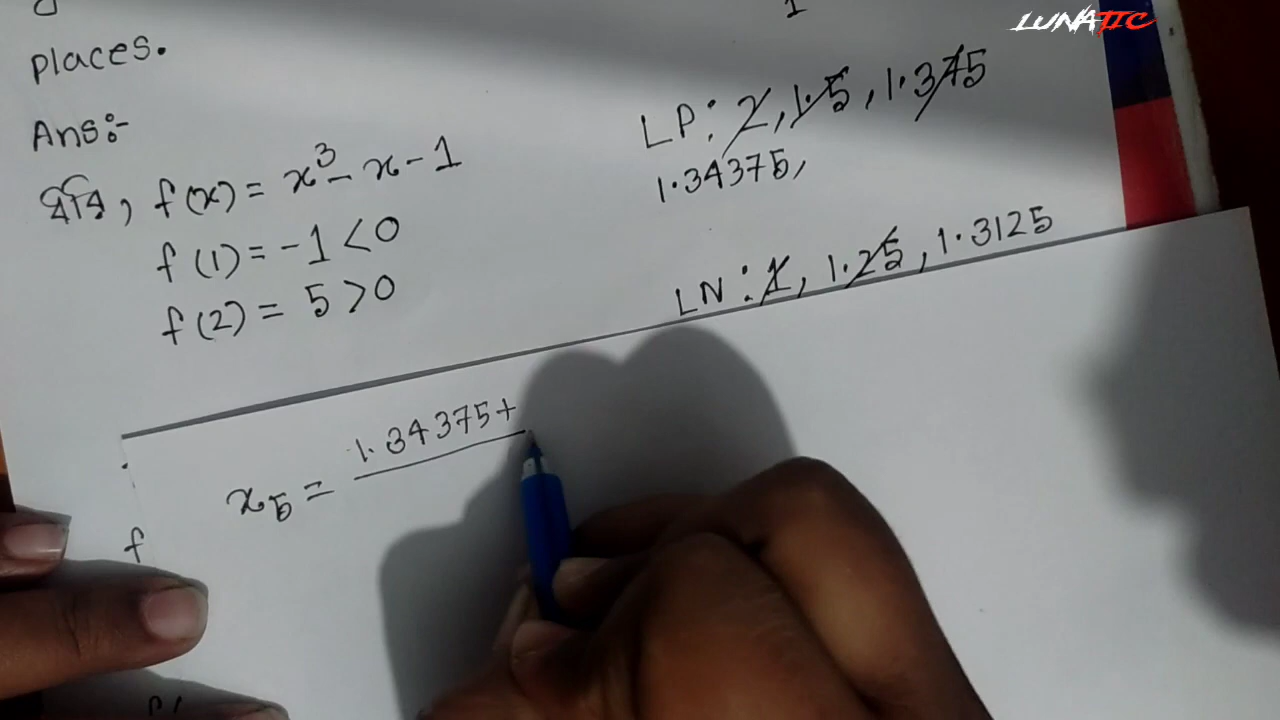 LUNATIC
places.
Ans:-
f(x) = x³ - x - 1
f(1) = -1 < 0
f(2) = 5 > 0
LP: 2, 1.5, 1.375
1.34375,
LN: 1, 1.25, 1.3125
x₅ = 1.34375+
f